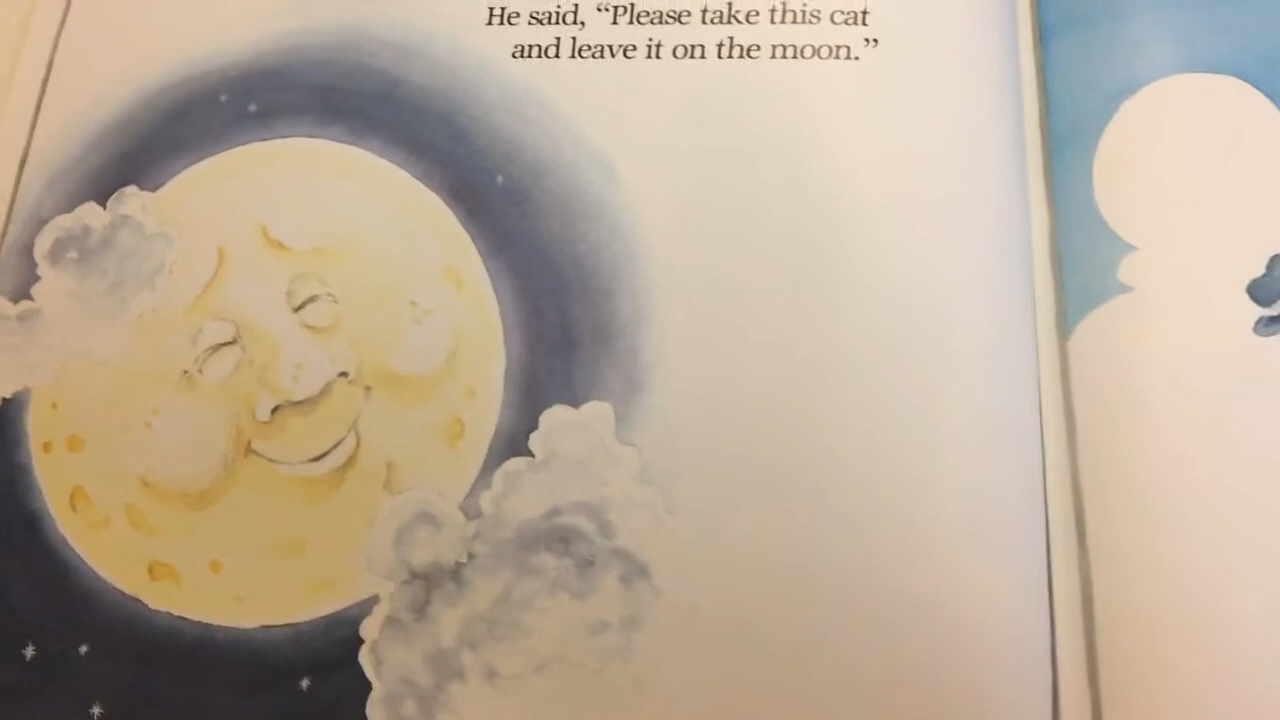 He said, “Please take this cat
and leave it on the moon.”